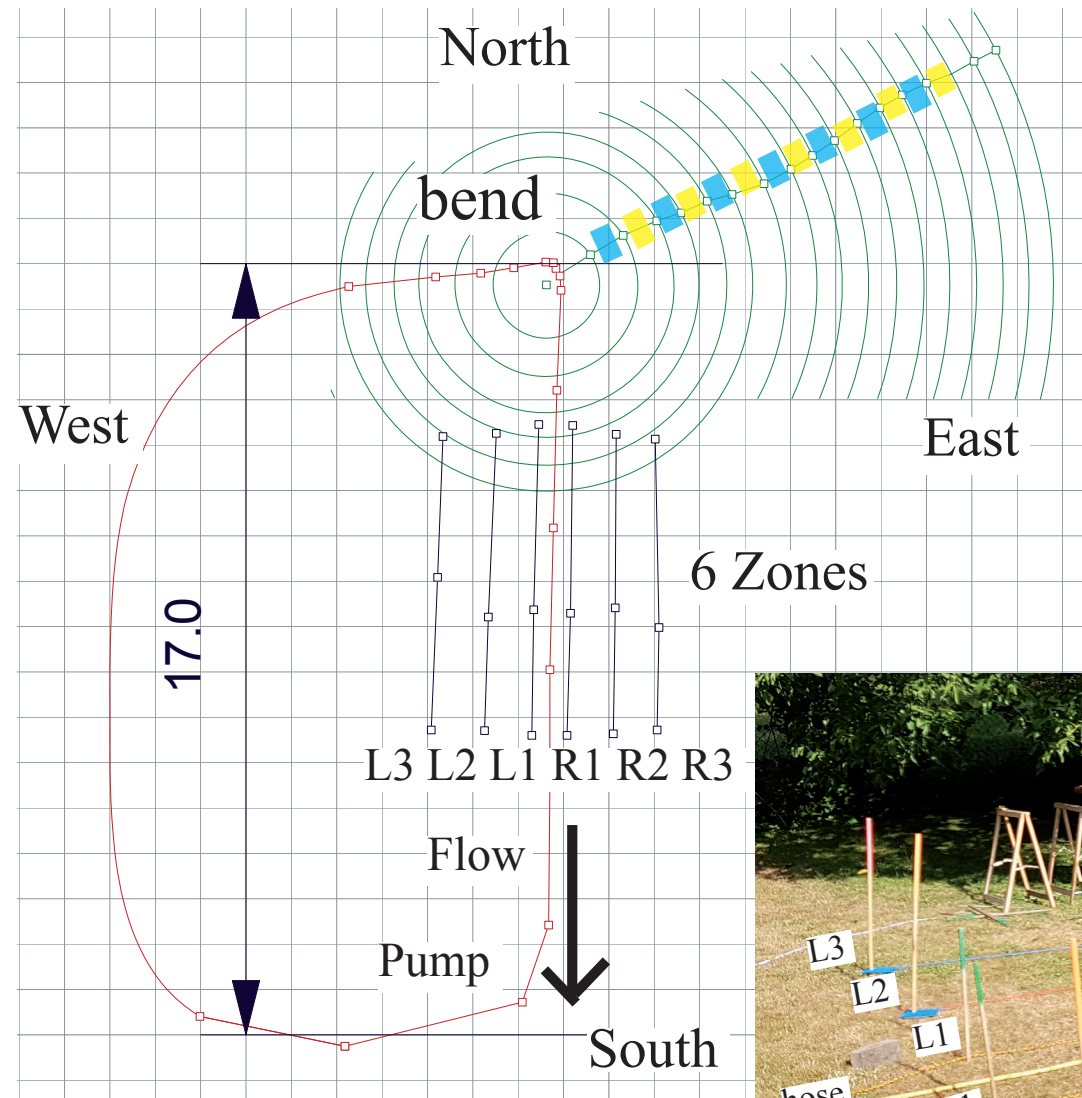 North
bend
West
East
17.0
6 Zones
L3 L2 L1 R1 R2 R3
Flow
Pump
South
L3
L2
L1
hose